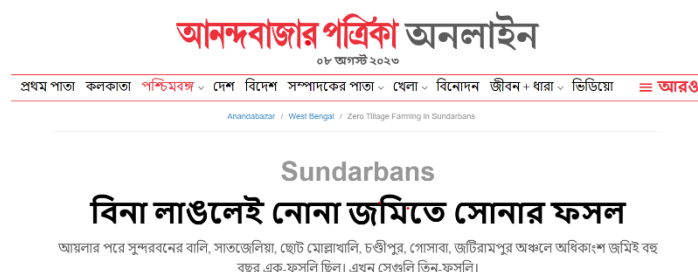 আনন্দবাজার পত্রিকা অনলাইন
০৮ অগস্ট ২০২৩
প্রথম পাতা কলকাতা পশ্চিমবঙ্গ দেশ বিদেশ সম্পাদকের পাতা খেলা বিনোদন জীবন + ধারা ভিডিয়ো আরও
Anandabazar / West Bengal / Zero Tillage Farming In Sundarbans
Sundarbans
বিনা লাঙলেই নোনা জমিতে সোনার ফসল
আয়লার পরে সুন্দরবনের বালি, সাতজেলিয়া, ছোট মোল্লাখালি, চণ্ডীপুর, গোসাবা, জটিরামপুর অঞ্চলে অধিকাংশ জমিই বহু
বছর এক-ফসলি ছিল। এখন সেগুলি তিন-ফসলি।